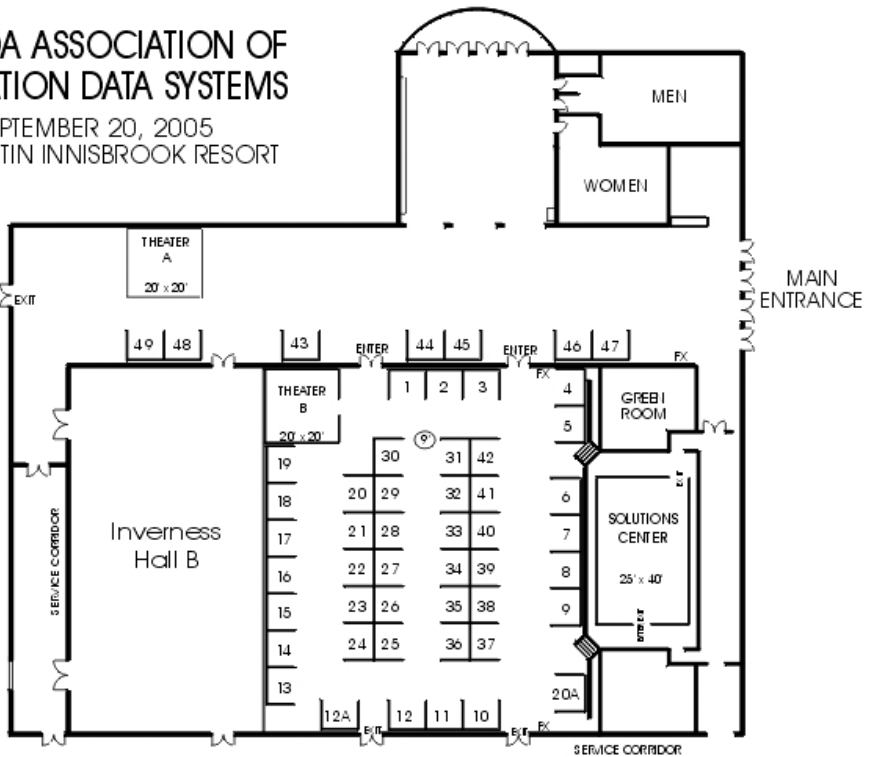 DA ASSOCIATION OF
ATION DATA SYSTEMS
PTEMBER 20, 2005
TIN INNISBROOK RESORT
MEN
WOMEN
THEATER
A
20' x 20'
EXIT
MAIN
ENTRANCE
49 48 43 ENTER 44 45 ENTER 46 47 FX
THEATER
B
20' x 20'
1 2 3 FX 4
5
GREEN
ROOM
9'
19 30 31 42
18 20 29 32 41 6
17 21 28 33 40 7
16 22 27 34 39 8
15 23 26 35 38 9
14 24 25 36 37
13 20A
12A EXIT 12 11 10 EXIT FX
Inverness
Hall B
SERVICE CORRIDOR
EXIT
SOLUTIONS
CENTER
25' x 40'
SERVICE CORRIDOR